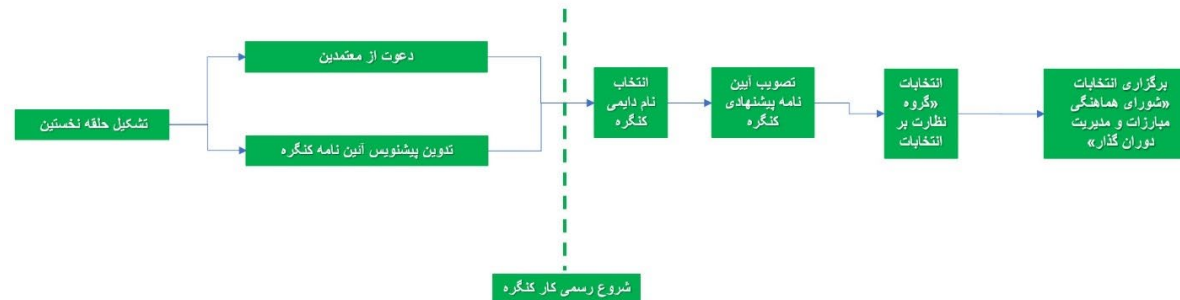 تشکیل حلقه نخستین
دعوت از معتمدین
تدوین پیشنویس آئین نامه کنگره
شروع رسمی کار کنگره
انتخاب
نام دایمی
کنگره
تصویب آیین
نامه پیشنهادی
کنگره
انتخابات
«گروه
نظارت بر
انتخابات
برگزاری انتخابات
«شورای هماهنگی
مبارزات و مدیریت
دوران گذار»